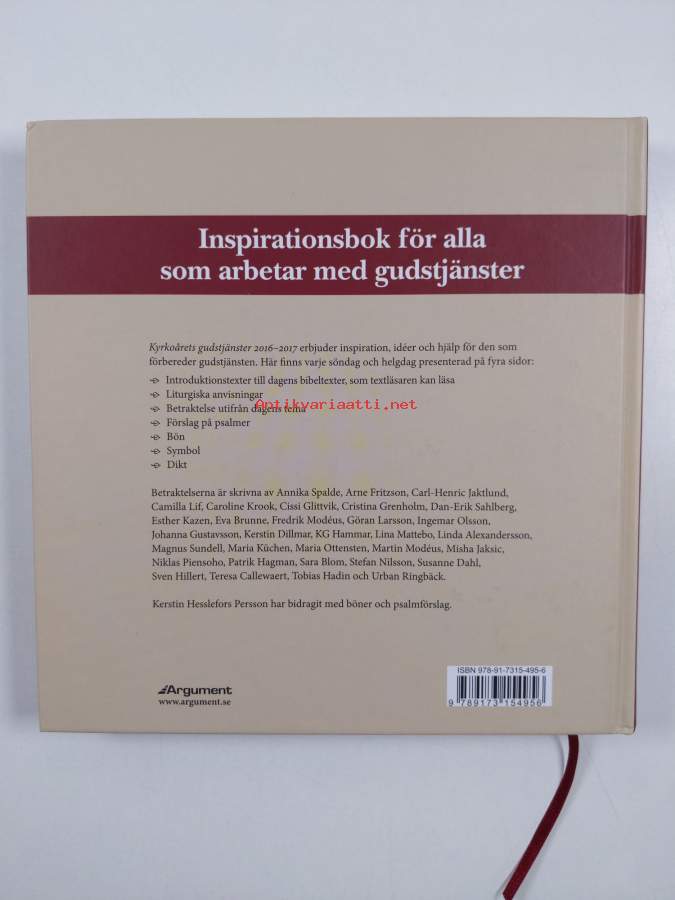 Inspirationsbok för alla
som arbetar med gudstjänster
Kyrkoårets gudstjänster 2016–2017 erbjuder inspiration, idéer och hjälp för den som
förbereder gudstjänsten. Här finns varje söndag och helgdag presenterad på fyra sidor:
Introduktionstexter till dagens bibeltexter, som textläsaren kan läsa
Liturgiska anvisningar
Antikvariaatti.net
Betraktelse utifrån dagens tema
Förslag på psalmer
Bön
Symbol
Dikt
Betraktelserna är skrivna av Annika Spalde, Arne Fritzson, Carl-Henric Jaktlund,
Camilla Lif, Caroline Krook, Cissi Glittvik, Cristina Grenholm, Dan-Erik Sahlberg,
Esther Kazen, Eva Brunne, Fredrik Modéus, Göran Larsson, Ingemar Olsson,
Johanna Gustavsson, Kerstin Dillmar, KG Hammar, Lina Mattebo, Linda Alexandersson,
Magnus Sundell, Maria Küchen, Maria Ottensten, Martin Modéus, Misha Jaksic,
Niklas Piensoho, Patrik Hagman, Sara Blom, Stefan Nilsson, Susanne Dahl,
Sven Hillert, Teresa Callewaert, Tobias Hadin och Urban Ringbäck.
Kerstin Hesslefors Persson har bidragit med böner och psalmförslag.
ISBN 978-91-7315-495-6
9 789173 154956
Argument
www.argument.se